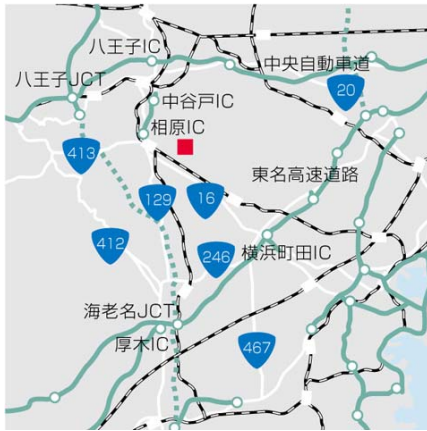 八王子IC
中央自動車道
八王子JCT
20
中谷戸IC
相原IC
413
東名高速道路
129
16
412
246
横浜町田IC
海老名JCT
厚木IC
467